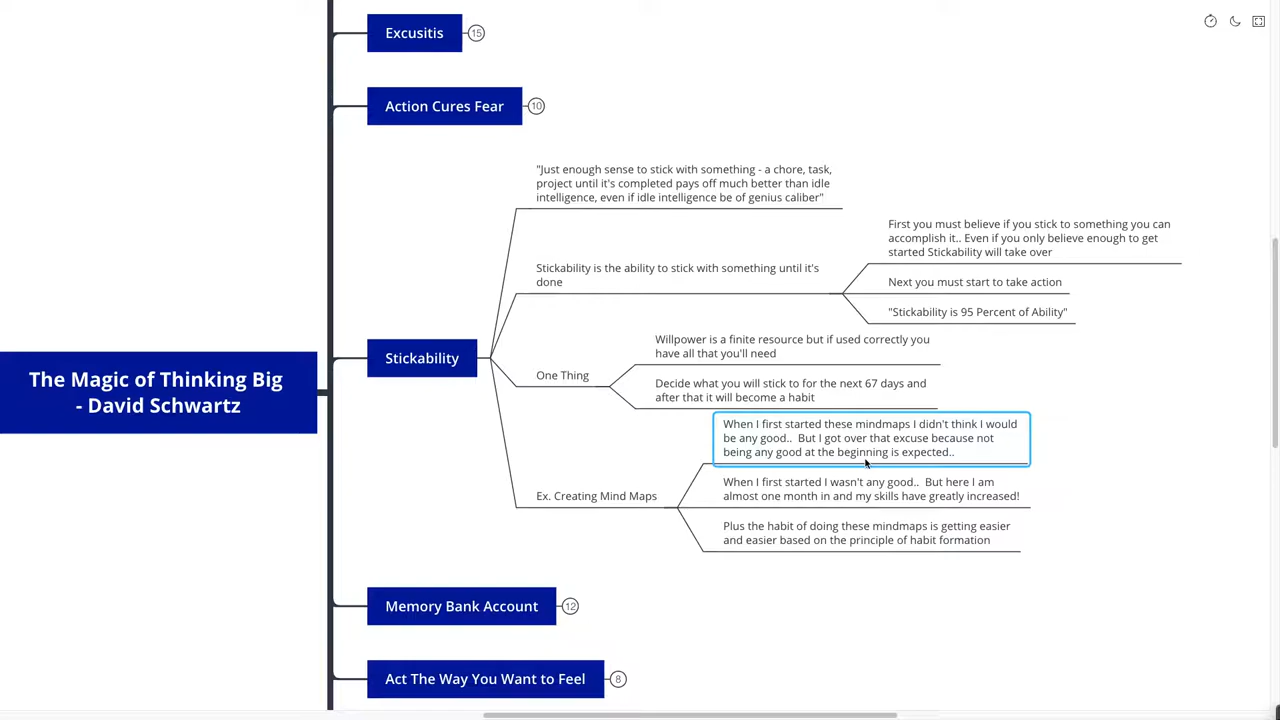 Excusitis
15
Action Cures Fear
10
"Just enough sense to stick with something - a chore, task,
project until it's completed pays off much better than idle
intelligence, even if idle intelligence be of genius caliber"
First you must believe if you stick to something you can
accomplish it.. Even if you only believe enough to get
started Stickability will take over
Stickability is the ability to stick with something until it's
done
Next you must start to take action
"Stickability is 95 Percent of Ability"
Willpower is a finite resource but if used correctly you
have all that you'll need
Stickability
The Magic of Thinking Big
- David Schwartz
One Thing
Decide what you will stick to for the next 67 days and
after that it will become a habit
When I first started these mindmaps I didn't think I would
be any good..  But I got over that excuse because not
being any good at the beginning is expected..
Ex. Creating Mind Maps
When I first started I wasn't any good..  But here I am
almost one month in and my skills have greatly increased!
Plus the habit of doing these mindmaps is getting easier
and easier based on the principle of habit formation
Memory Bank Account
12
Act The Way You Want to Feel
8